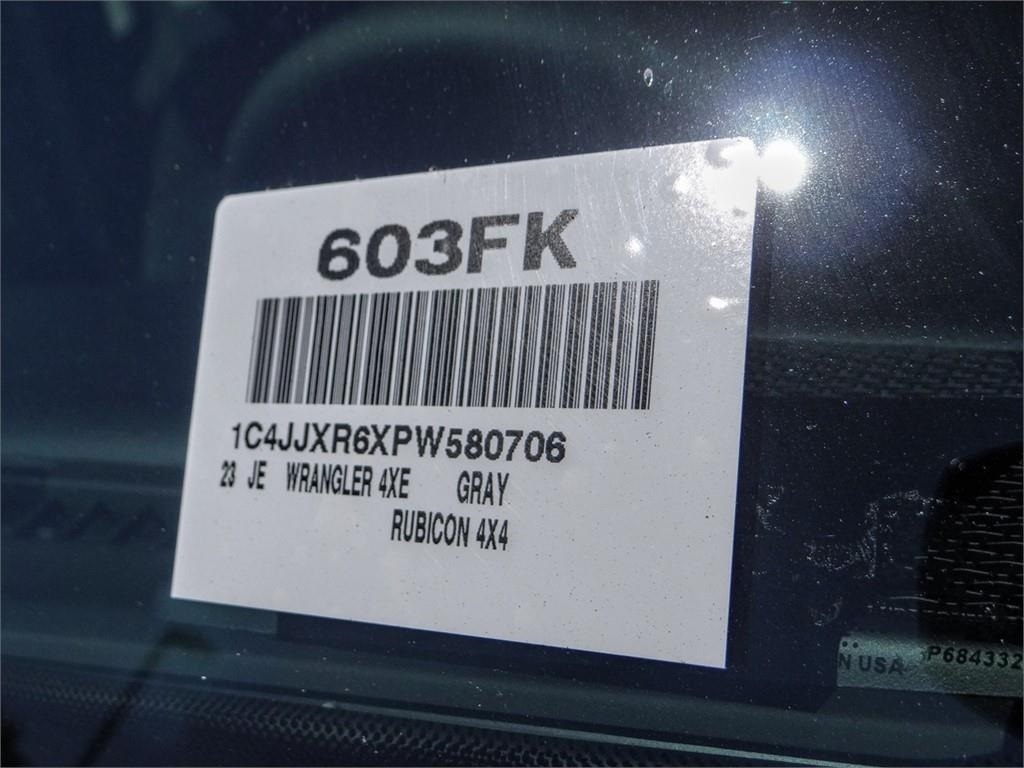 603FK
1C4JJXR6XPW580706
23 JE WRANGLER 4XE GRAY
RUBICON 4X4
N USA P684332